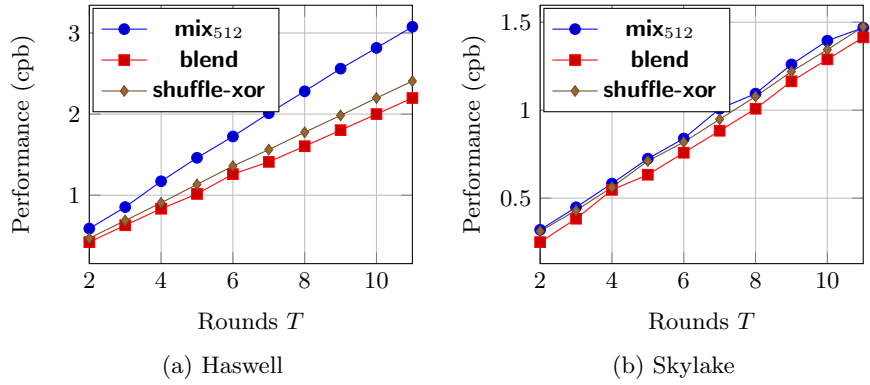 3
2
1
Performance (cpb)
mix₅₁₂
blend
shuffle-xor
2 4 6 8 10
Rounds T
(a) Haswell
1.5
1
0.5
Performance (cpb)
mix₅₁₂
blend
shuffle-xor
2 4 6 8 10
Rounds T
(b) Skylake